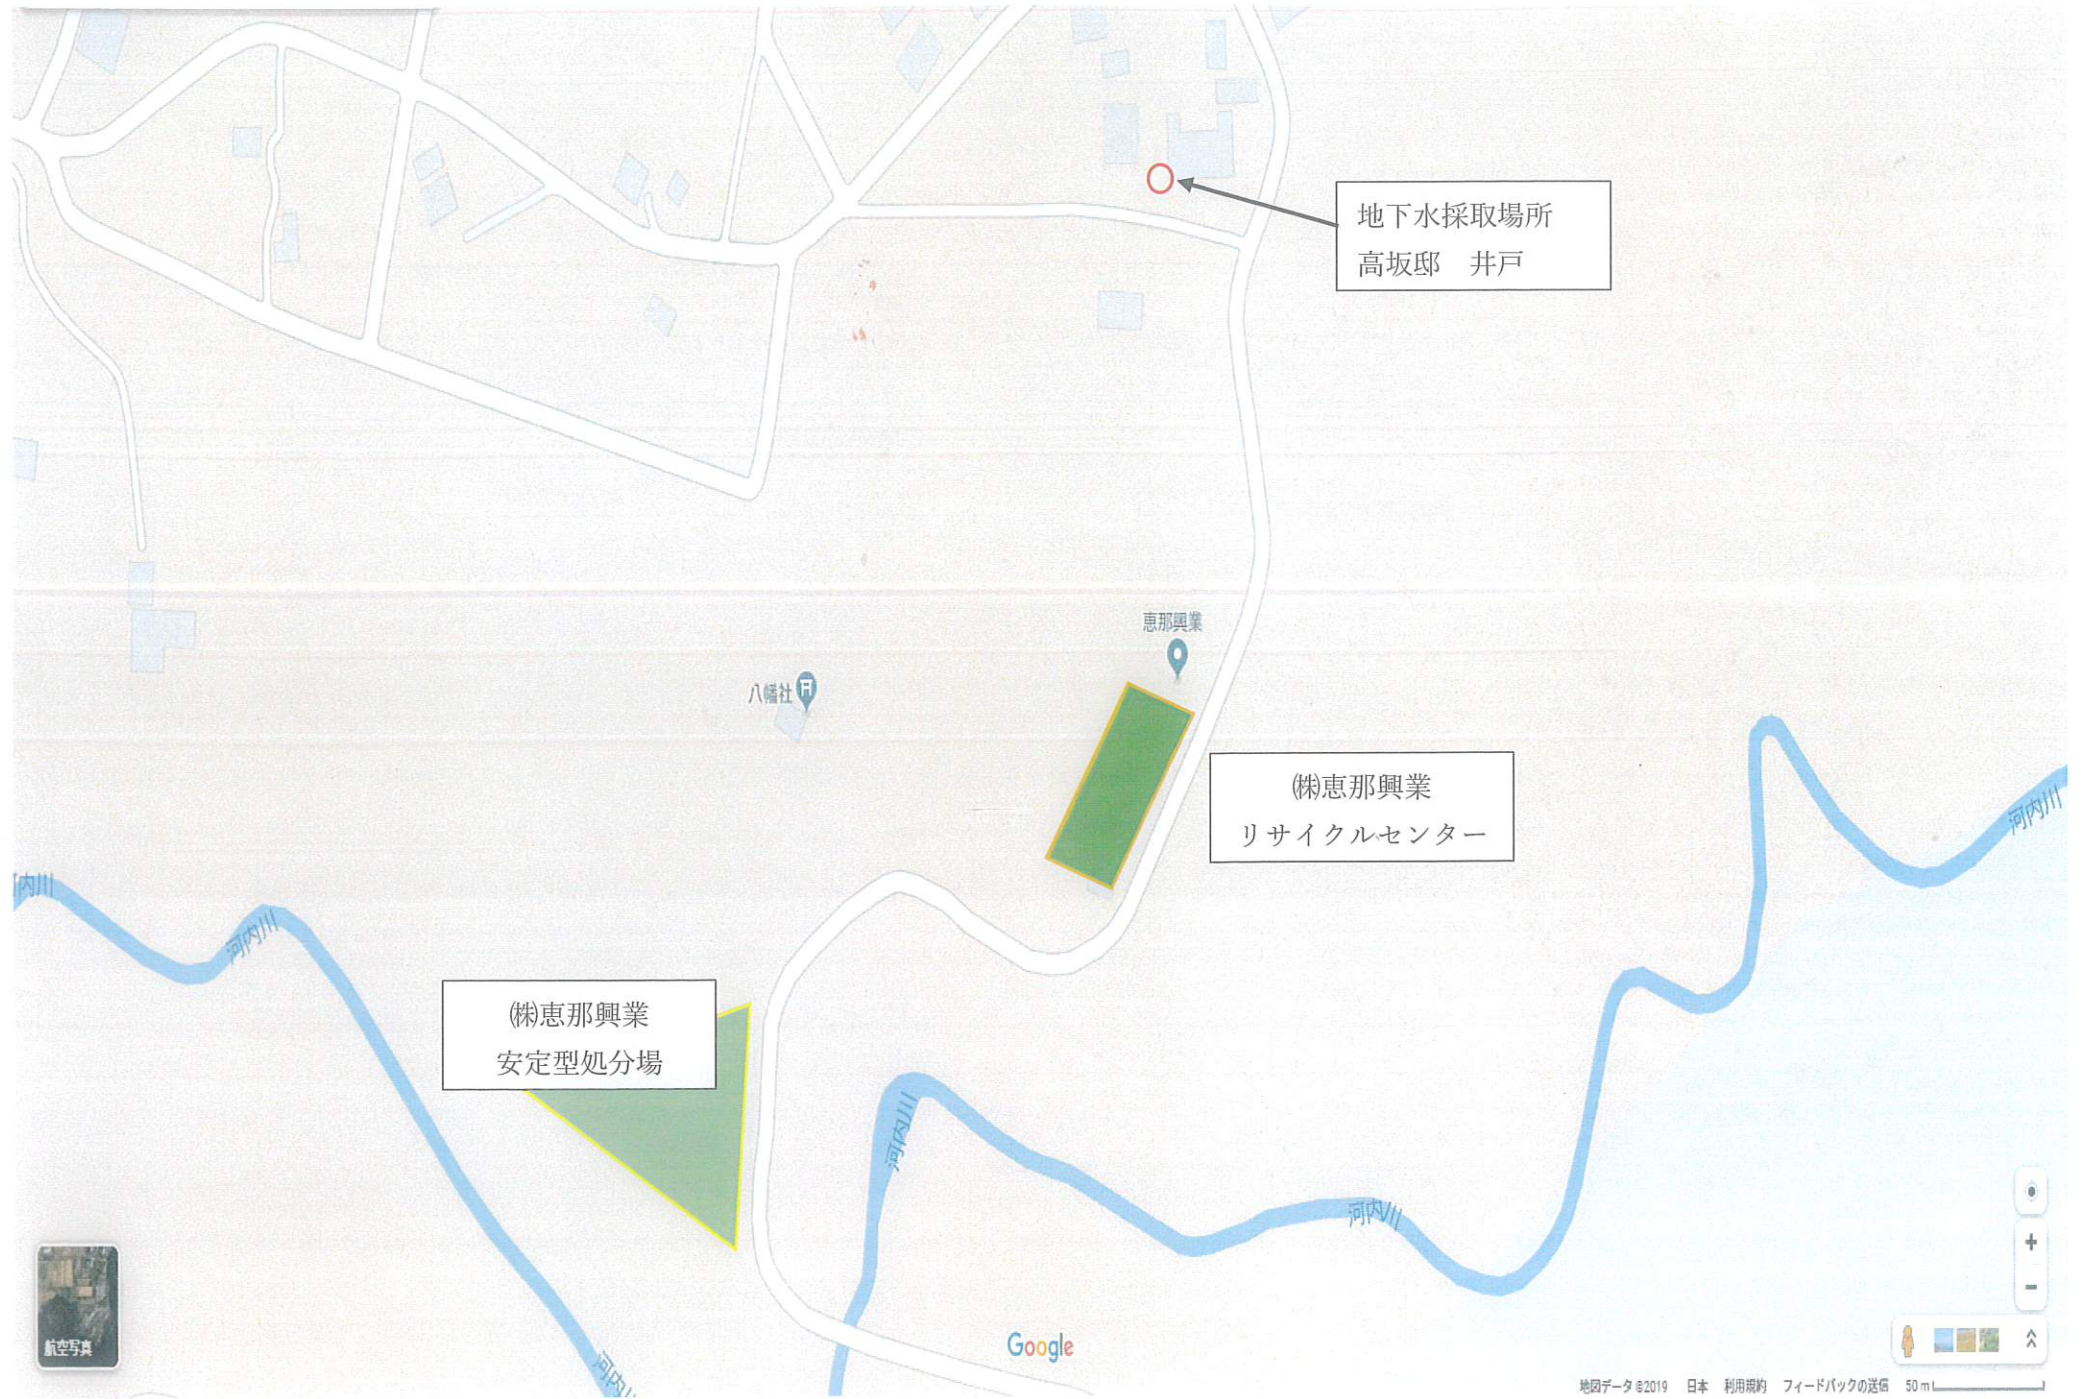 地下水採取場所
高坂邸　井戸
恵那興業
八幡社
㈱恵那興業
リサイクルセンター
河内川
内川
河内川
㈱恵那興業
安定型処分場
河内川
河内川
河内川
航空写真
Google
地図データ ©2019　日本　利用規約　フィードバックの送信　50 m